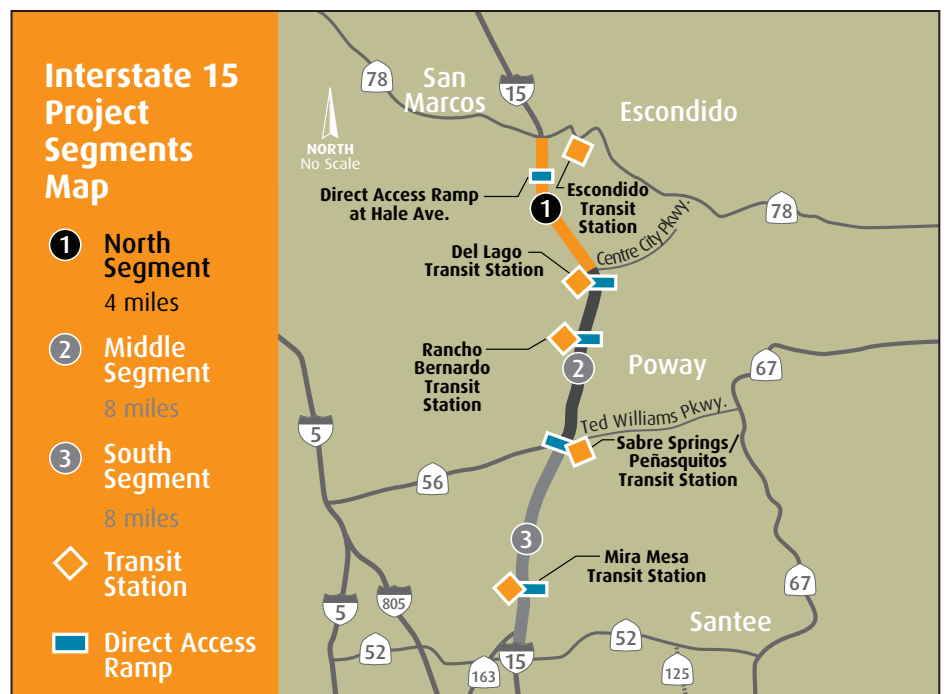 Interstate 15
Project
Segments
Map
1 North
Segment
4 miles
2 Middle
Segment
8 miles
3 South
Segment
8 miles
Transit
Station
Direct Access
Ramp
78
San
Marcos
15
Escondido
NORTH
No Scale
Direct Access Ramp
at Hale Ave.
1
Escondido
Transit
Station
78
Centre City Pkwy.
Del Lago
Transit Station
Rancho
Bernardo
Transit
Station
2
Poway
67
5
Ted Williams Pkwy.
Sabre Springs/
Peñasquitos
Transit Station
56
3
Mira Mesa
Transit Station
67
5
805
Santee
52
52
15
163
125